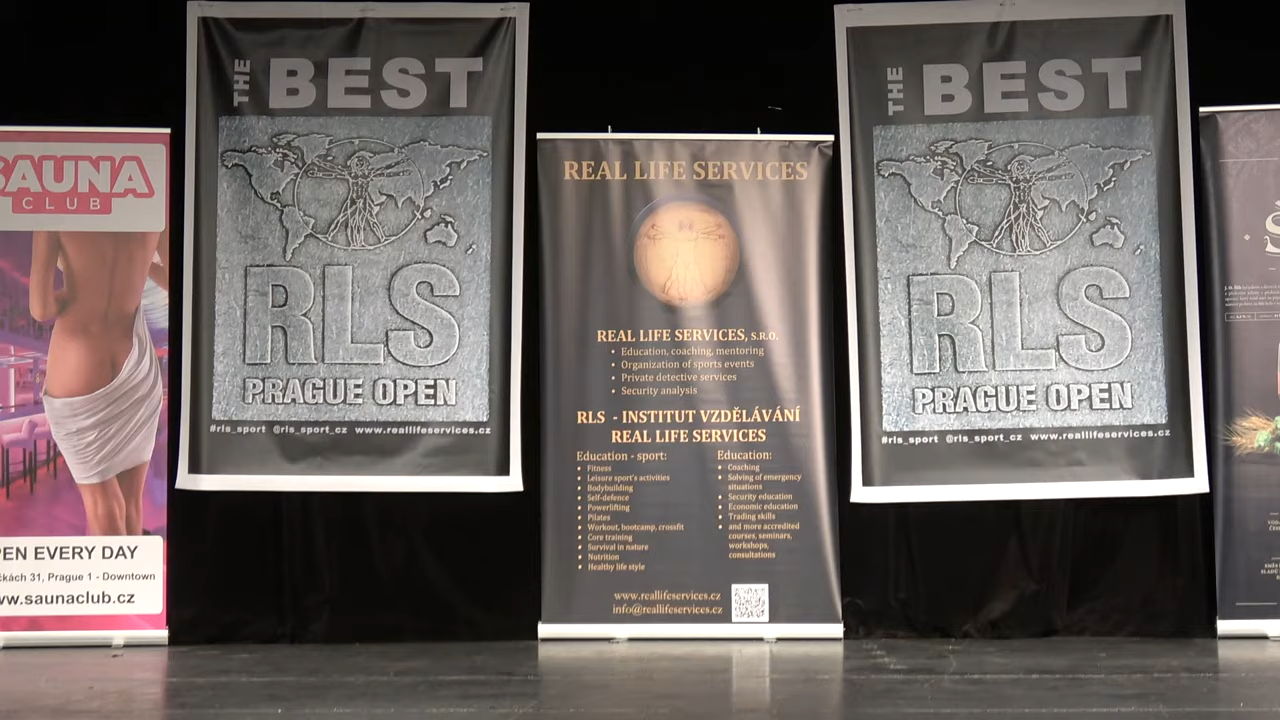 SAUNA
CLUB
PEN EVERY DAY
kách 31, Prague 1 - Downtown
ww.saunaclub.cz
THE BEST
RLS
PRAGUE OPEN
#rls_sport @rls_sport_cz www.reallifeservices.cz
REAL LIFE SERVICES
REAL LIFE SERVICES, S.R.O.
• Education, coaching, mentoring
• Organization of sports events
• Private detective services
• Security analysis
RLS - INSTITUT VZDĚLÁVÁNÍ
REAL LIFE SERVICES
Education - sport:
• Fitness
• Leisure sport's activities
• Bodybuilding
• Self-defence
• Powerlifting
• Pilates
• Workout, bootcamp, crossfit
• Core training
• Survival in nature
• Nutrition
• Healthy life style
Education:
• Coaching
• Solving of emergency
situations
• Security education
• Economic education
• Trading skills
• and more accredited
courses, seminars,
workshops,
consultations
www.reallifeservices.cz
info@reallifeservices.cz
THE BEST
RLS
PRAGUE OPEN
#rls_sport @rls_sport_cz www.reallifeservices.cz